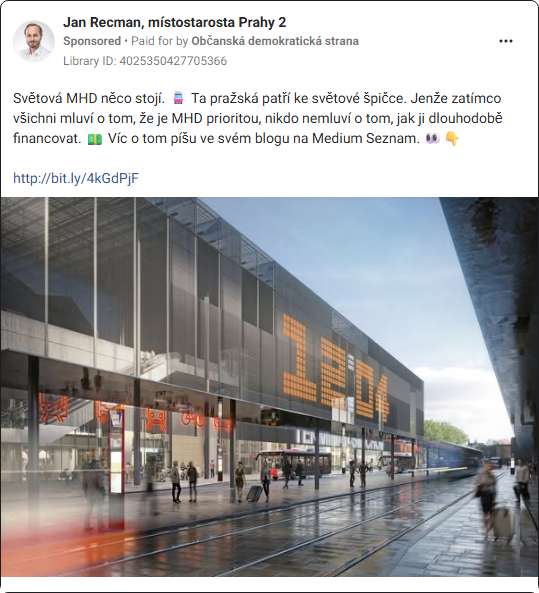 Jan Recman, místostarosta Prahy 2
Sponsored • Paid for by Občanská demokratická strana
Library ID: 4025350427705366
Světová MHD něco stojí. 🚊 Ta pražská patří ke světové špičce. Jenže zatímco
všichni mluví o tom, že je MHD prioritou, nikdo nemluví o tom, jak ji dlouhodobě
financovat. 💵 Víc o tom píšu ve svém blogu na Medium Seznam. 👀 👇
http://bit.ly/4kGdPjF
12:04